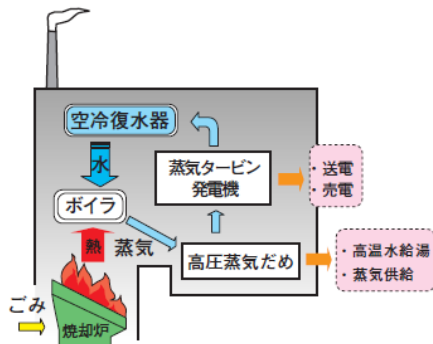 空冷復水器
水
蒸気タービン
発電機
・送電
・売電
ボイラ
熱
蒸気
高圧蒸気だめ
・高温水給湯
・蒸気供給
ごみ
焼却炉